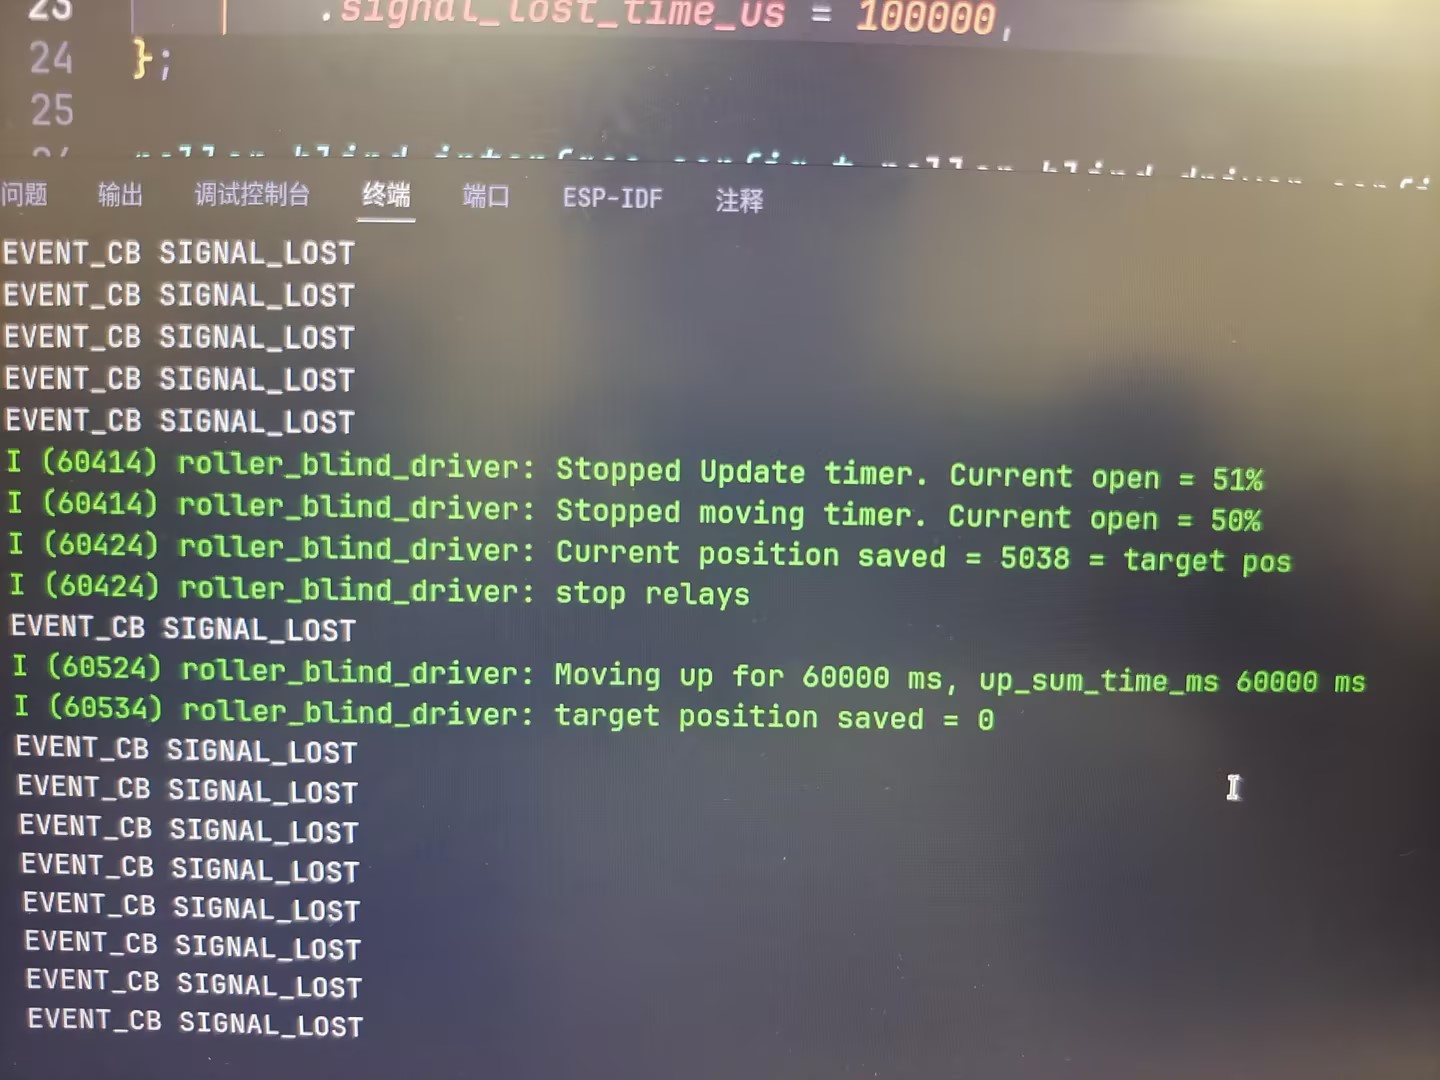 23 .signal_lost_time_us = 100000,
24 };
25
问题 输出 调试控制台 终端 端口 ESP-IDF 注释
EVENT_CB SIGNAL_LOST
EVENT_CB SIGNAL_LOST
EVENT_CB SIGNAL_LOST
EVENT_CB SIGNAL_LOST
EVENT_CB SIGNAL_LOST
I (60414) roller_blind_driver: Stopped Update timer. Current open = 51%
I (60414) roller_blind_driver: Stopped moving timer. Current open = 50%
I (60424) roller_blind_driver: Current position saved = 5038 = target pos
I (60424) roller_blind_driver: stop relays
EVENT_CB SIGNAL_LOST
I (60524) roller_blind_driver: Moving up for 60000 ms, up_sum_time_ms 60000 ms
I (60534) roller_blind_driver: target position saved = 0
EVENT_CB SIGNAL_LOST
EVENT_CB SIGNAL_LOST
EVENT_CB SIGNAL_LOST
EVENT_CB SIGNAL_LOST
EVENT_CB SIGNAL_LOST
EVENT_CB SIGNAL_LOST
EVENT_CB SIGNAL_LOST
EVENT_CB SIGNAL_LOST